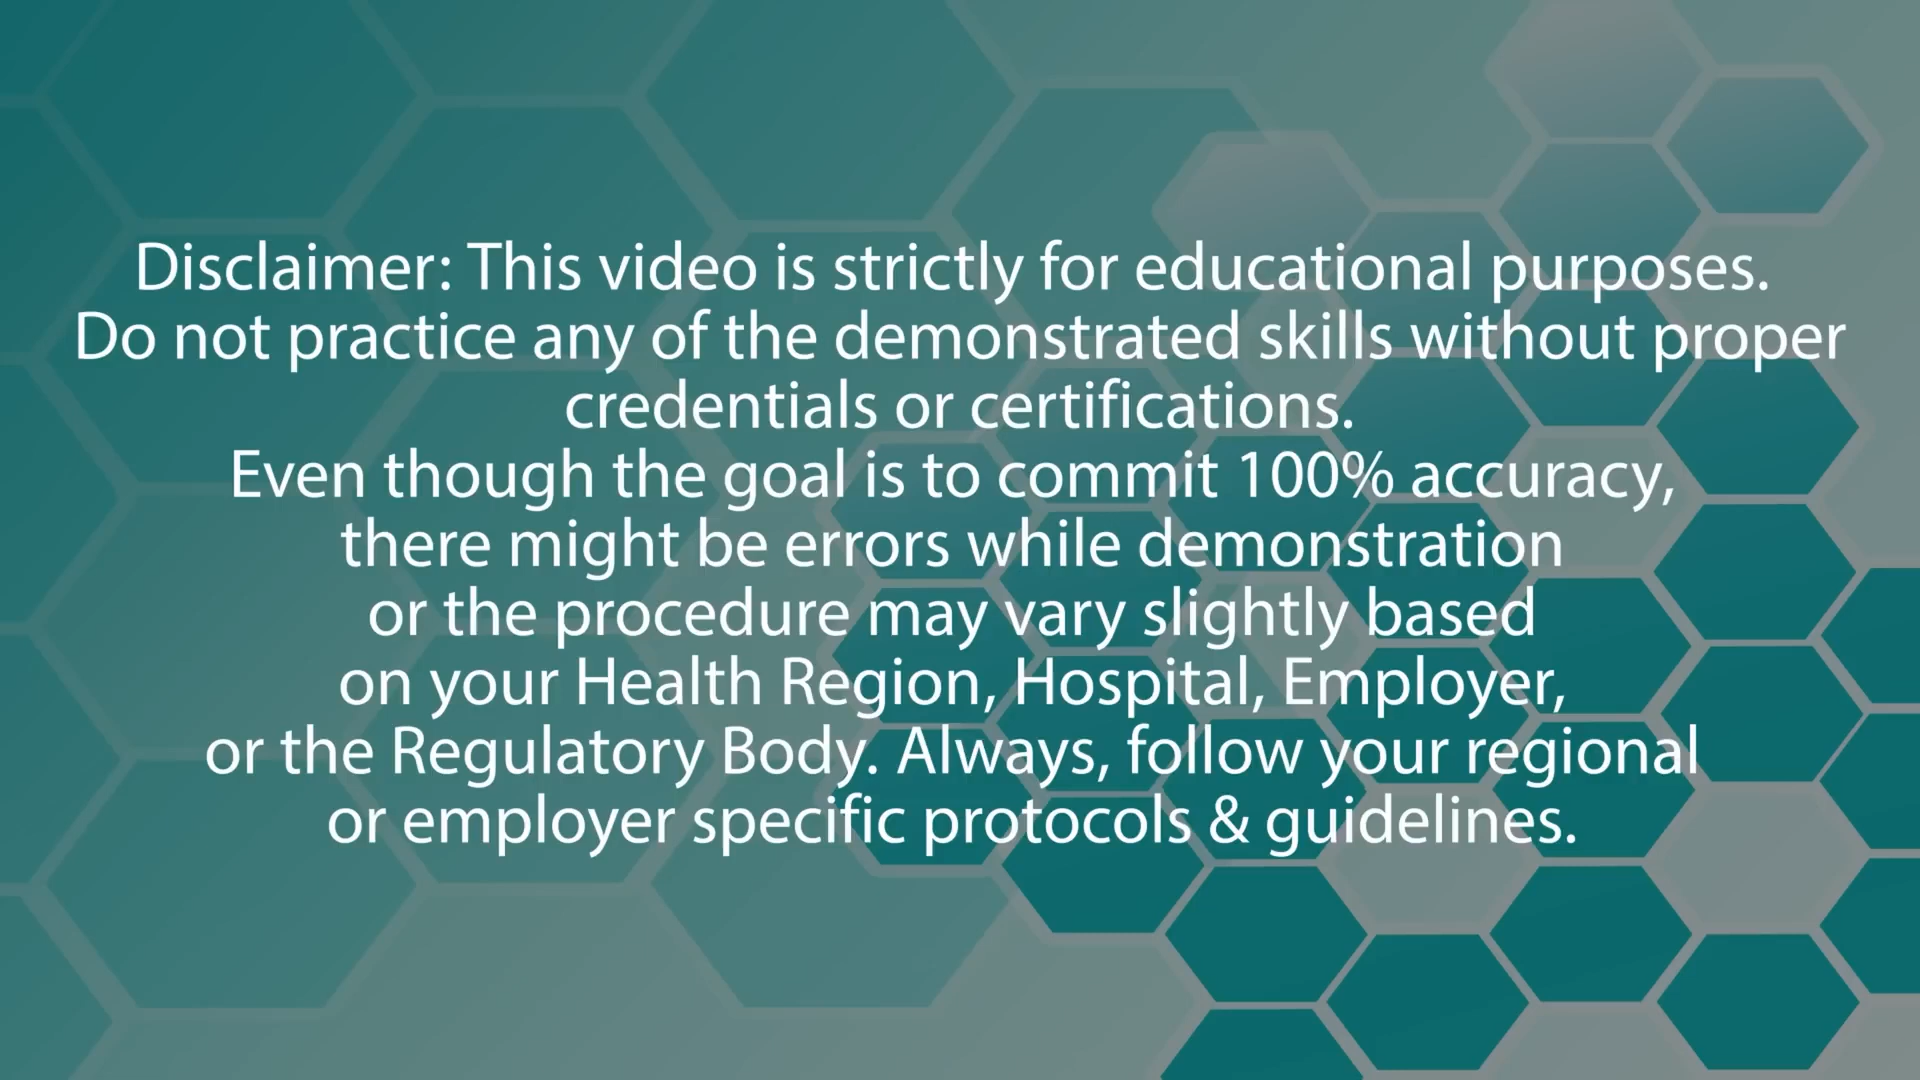 Disclaimer: This video is strictly for educational purposes.
Do not practice any of the demonstrated skills without proper
credentials or certifications.
Even though the goal is to commit 100% accuracy,
there might be errors while demonstration
or the procedure may vary slightly based
on your Health Region, Hospital, Employer,
or the Regulatory Body. Always, follow your regional
or employer specific protocols & guidelines.